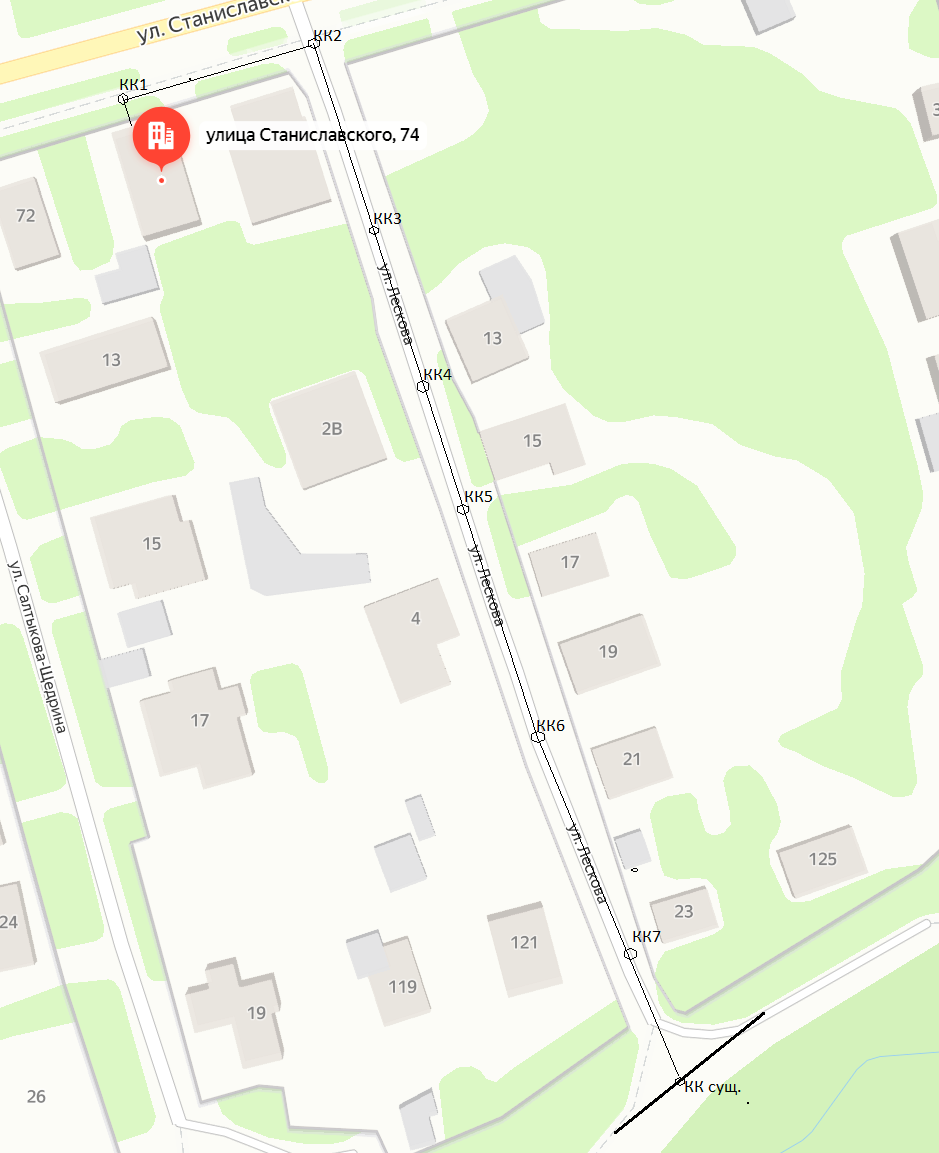 ул. Станиславск
КК2
КК1
3
улица Станиславского, 74
72
КК3
ул. Лескова
13
13
КК4
2В
15
КК5
15
ул. Лескова
17
ул. Салтыкова-Щедрина
4
19
17
КК6
21
ул. Лескова
125
23
24
121
КК7
119
19
КК сущ.
26